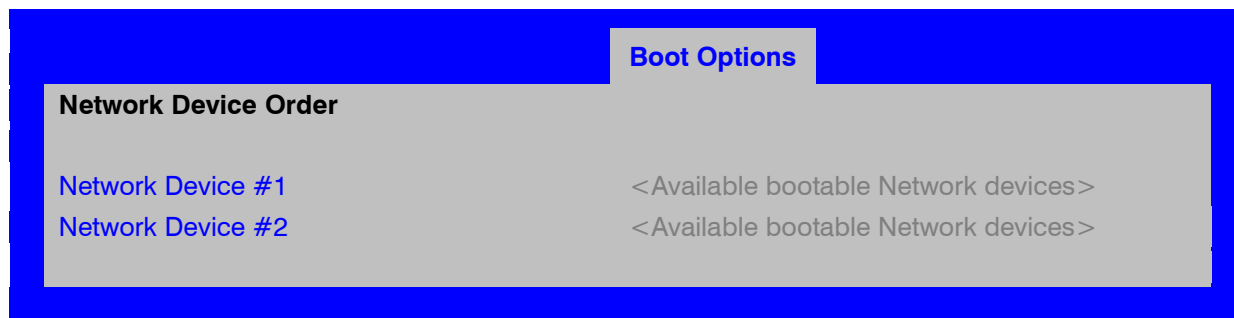 Boot Options
Network Device Order
Network Device #1 <Available bootable Network devices>
Network Device #2 <Available bootable Network devices>